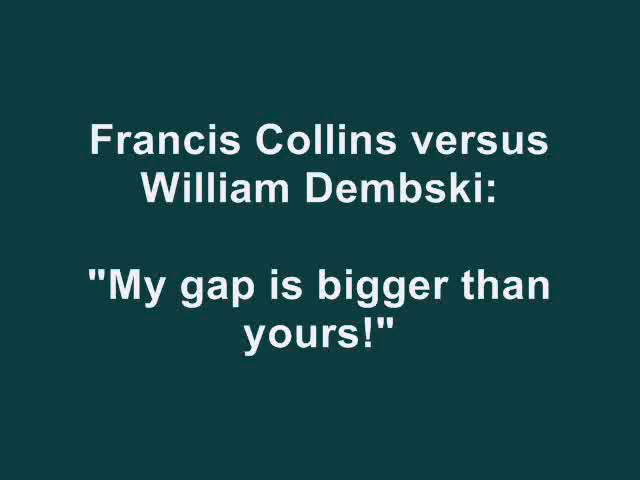 Francis Collins versus
William Dembski:
"My gap is bigger than
yours!"